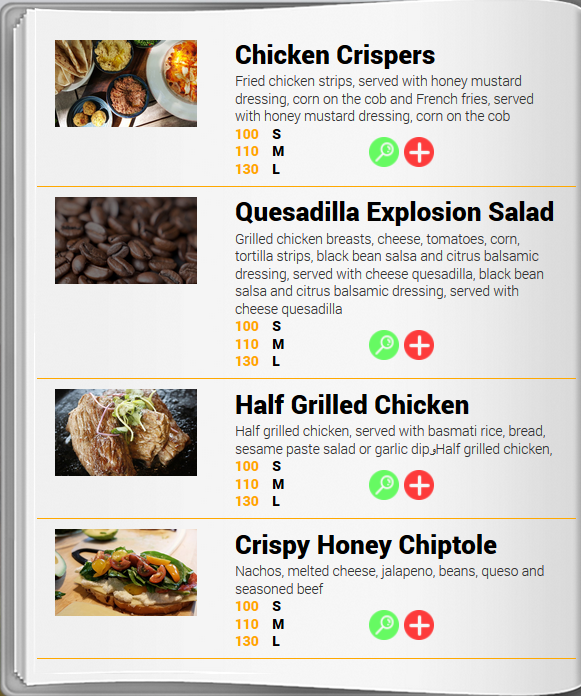 Chicken Crispers
Fried chicken strips, served with honey mustard
dressing, corn on the cob and French fries, served
with honey mustard dressing, corn on the cob
100 S
110 M
130 L
Quesadilla Explosion Salad
Grilled chicken breasts, cheese, tomatoes, corn,
tortilla strips, black bean salsa and citrus balsamic
dressing, served with cheese quesadilla, black bean
salsa and citrus balsamic dressing, served with
cheese quesadilla
100 S
110 M
130 L
Half Grilled Chicken
Half grilled chicken, served with basmati rice, bread,
sesame paste salad or garlic dip.وHalf grilled chicken,
100 S
110 M
130 L
Crispy Honey Chiptole
Nachos, melted cheese, jalapeno, beans, queso and
seasoned beef
100 S
110 M
130 L